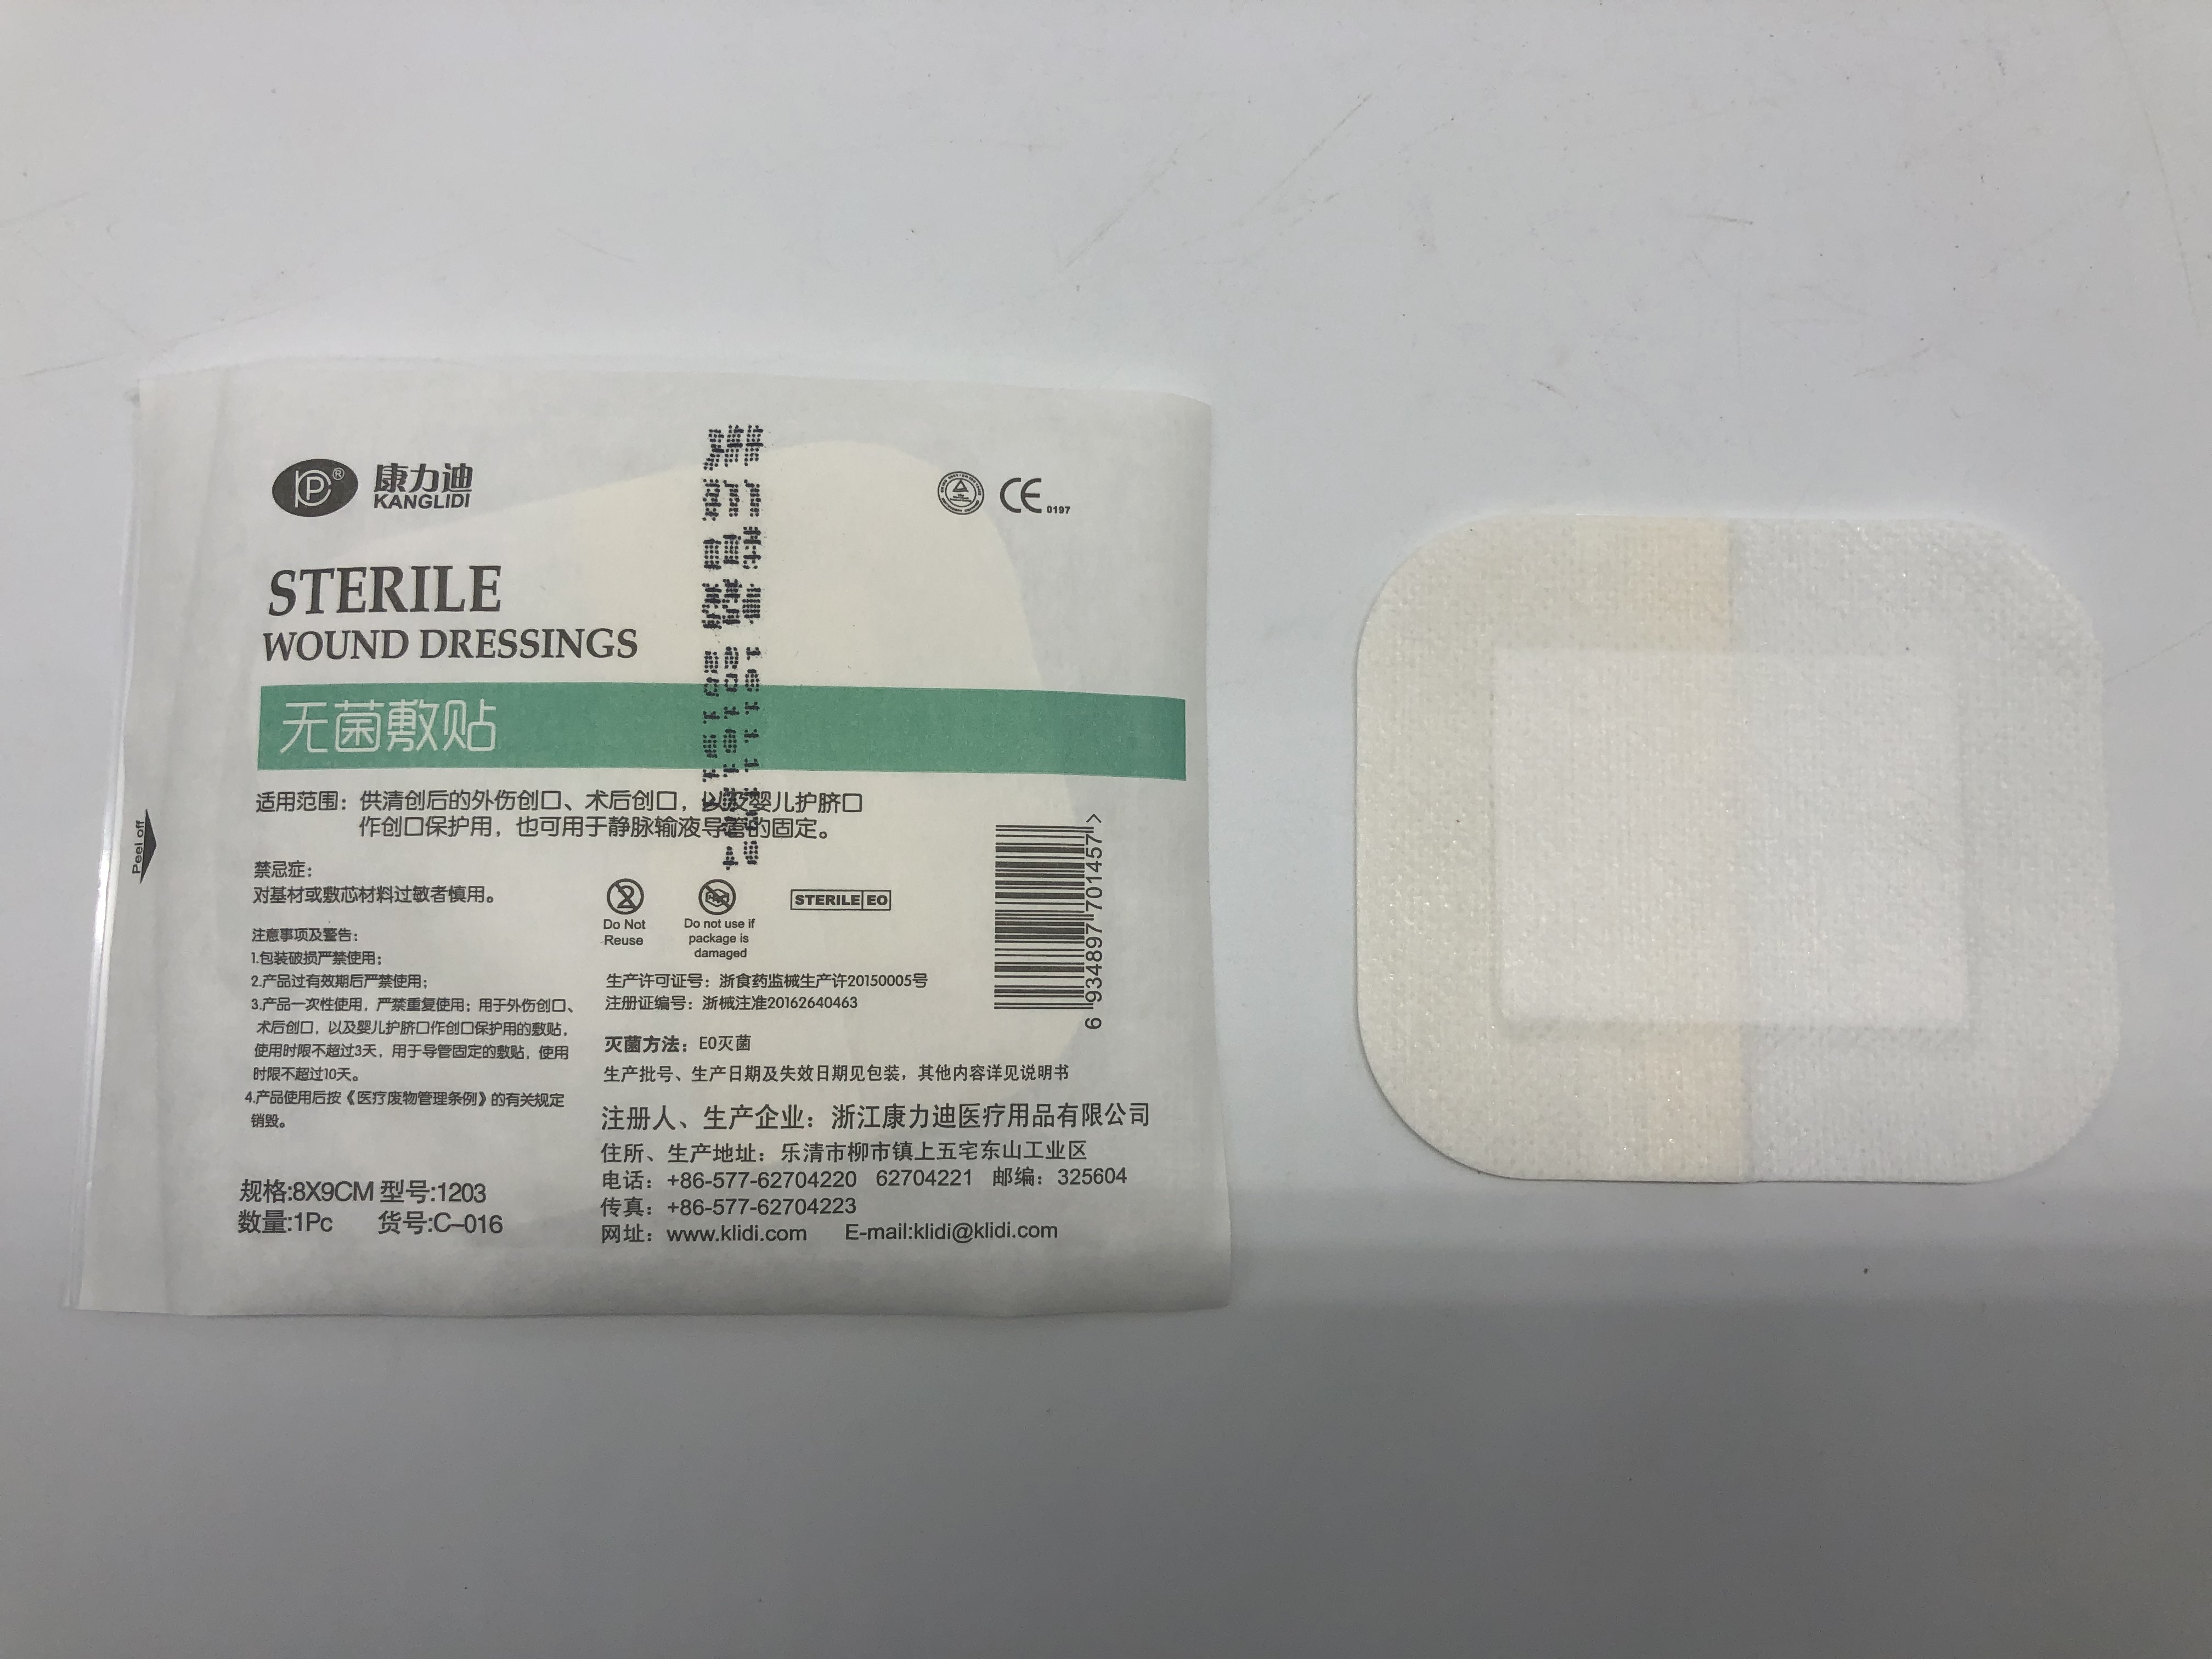 康力迪
KANGLIDI
CE 0197
STERILE
WOUND DRESSINGS
无菌敷贴
适用范围：供清创后的外伤创口、术后创口，以及婴儿护脐口
作创口保护用，也可用于静脉输液导管的固定。
禁忌症：
对基材或敷芯材料过敏者慎用。
注意事项及警告：
1.包装破损严禁使用；
2.产品过有效期后严禁使用；
3.产品一次性使用，严禁重复使用；用于外伤创口、
术后创口，以及婴儿护脐口作创口保护用的敷贴，
使用时限不超过3天，用于导管固定的敷贴，使用
时限不超过10天。
4.产品使用后按《医疗废物管理条例》的有关规定
销毁。
规格:8X9CM 型号:1203
数量:1Pc 货号:C-016
Peel off
Do Not
Reuse
Do not use if
package is
damaged
STERILE EO
生产许可证号：浙食药监械生产许20150005号
注册证编号：浙械注准20162640463
灭菌方法：EO灭菌
生产批号、生产日期及失效日期见包装，其他内容详见说明书
注册人、生产企业：浙江康力迪医疗用品有限公司
住所、生产地址：乐清市柳市镇上五宅东山工业区
电话：+86-577-62704220 62704221 邮编：325604
传真：+86-577-62704223
网址：www.klidi.com E-mail:klidi@klidi.com
6 934897 701457 >